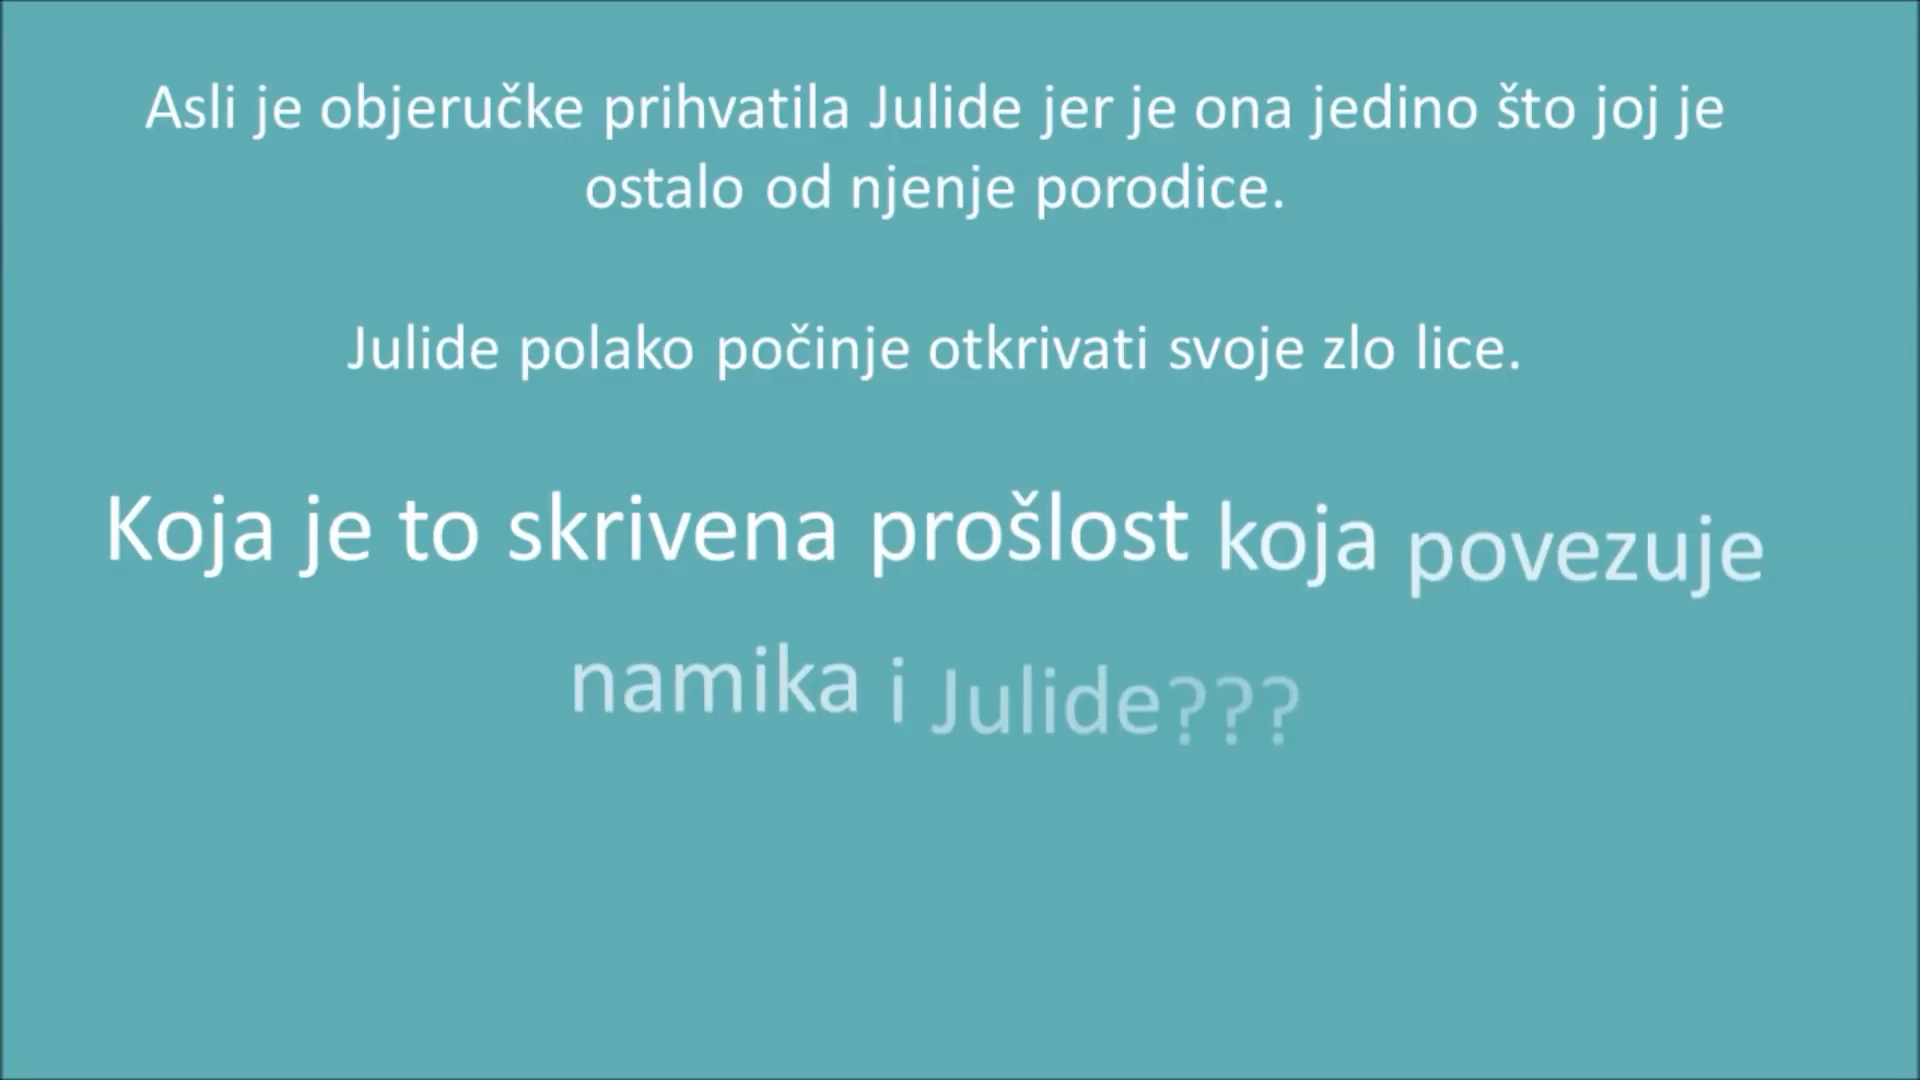 Asli je objeručke prihvatila Julide jer je ona jedino što joj je
ostalo od njenje porodice.
Julide polako počinje otkrivati svoje zlo lice.
Koja je to skrivena prošlost koja povezuje
namika i Julide???